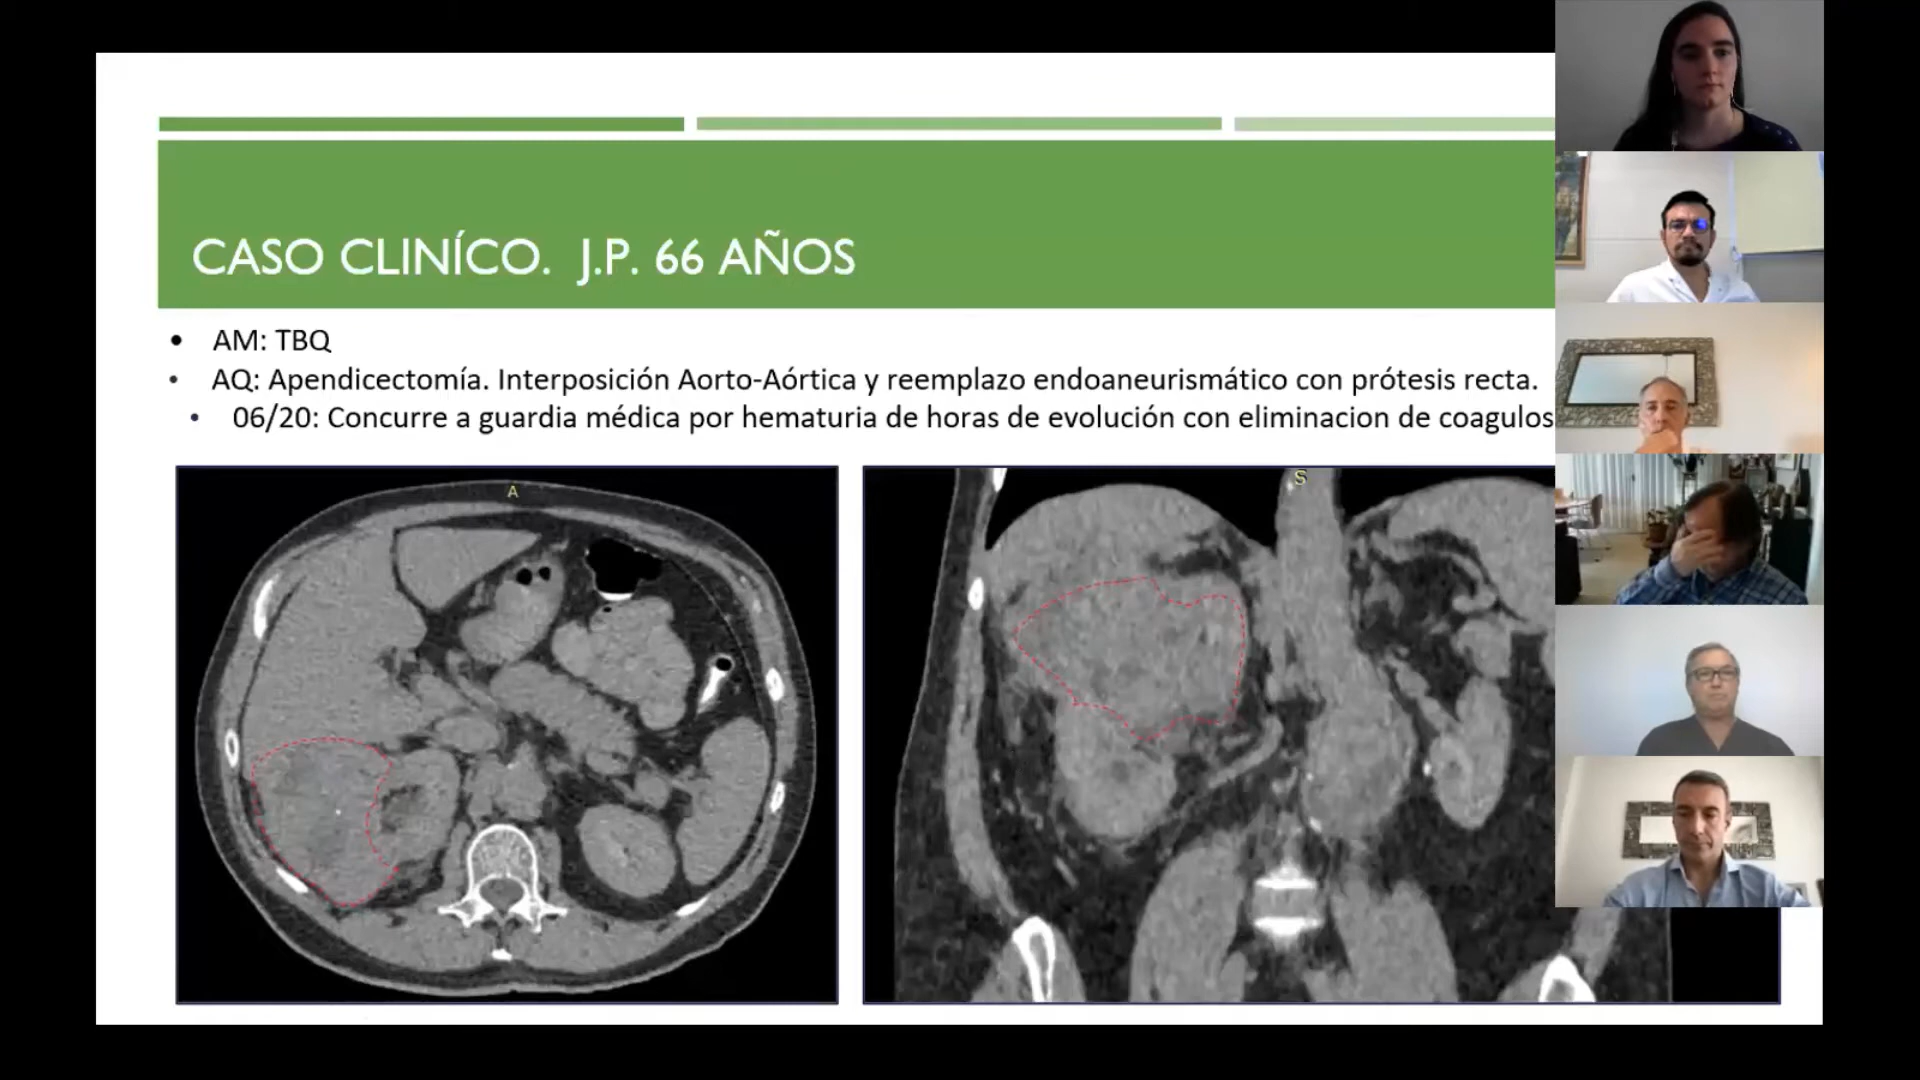 CASO CLINÍCO. J.P. 66 AÑOS
• AM: TBQ
• AQ: Apendicectomía. Interposición Aorto-Aórtica y reemplazo endoaneurismático con prótesis recta.
• 06/20: Concurre a guardia médica por hematuria de horas de evolución con eliminacion de coagulos
A
S